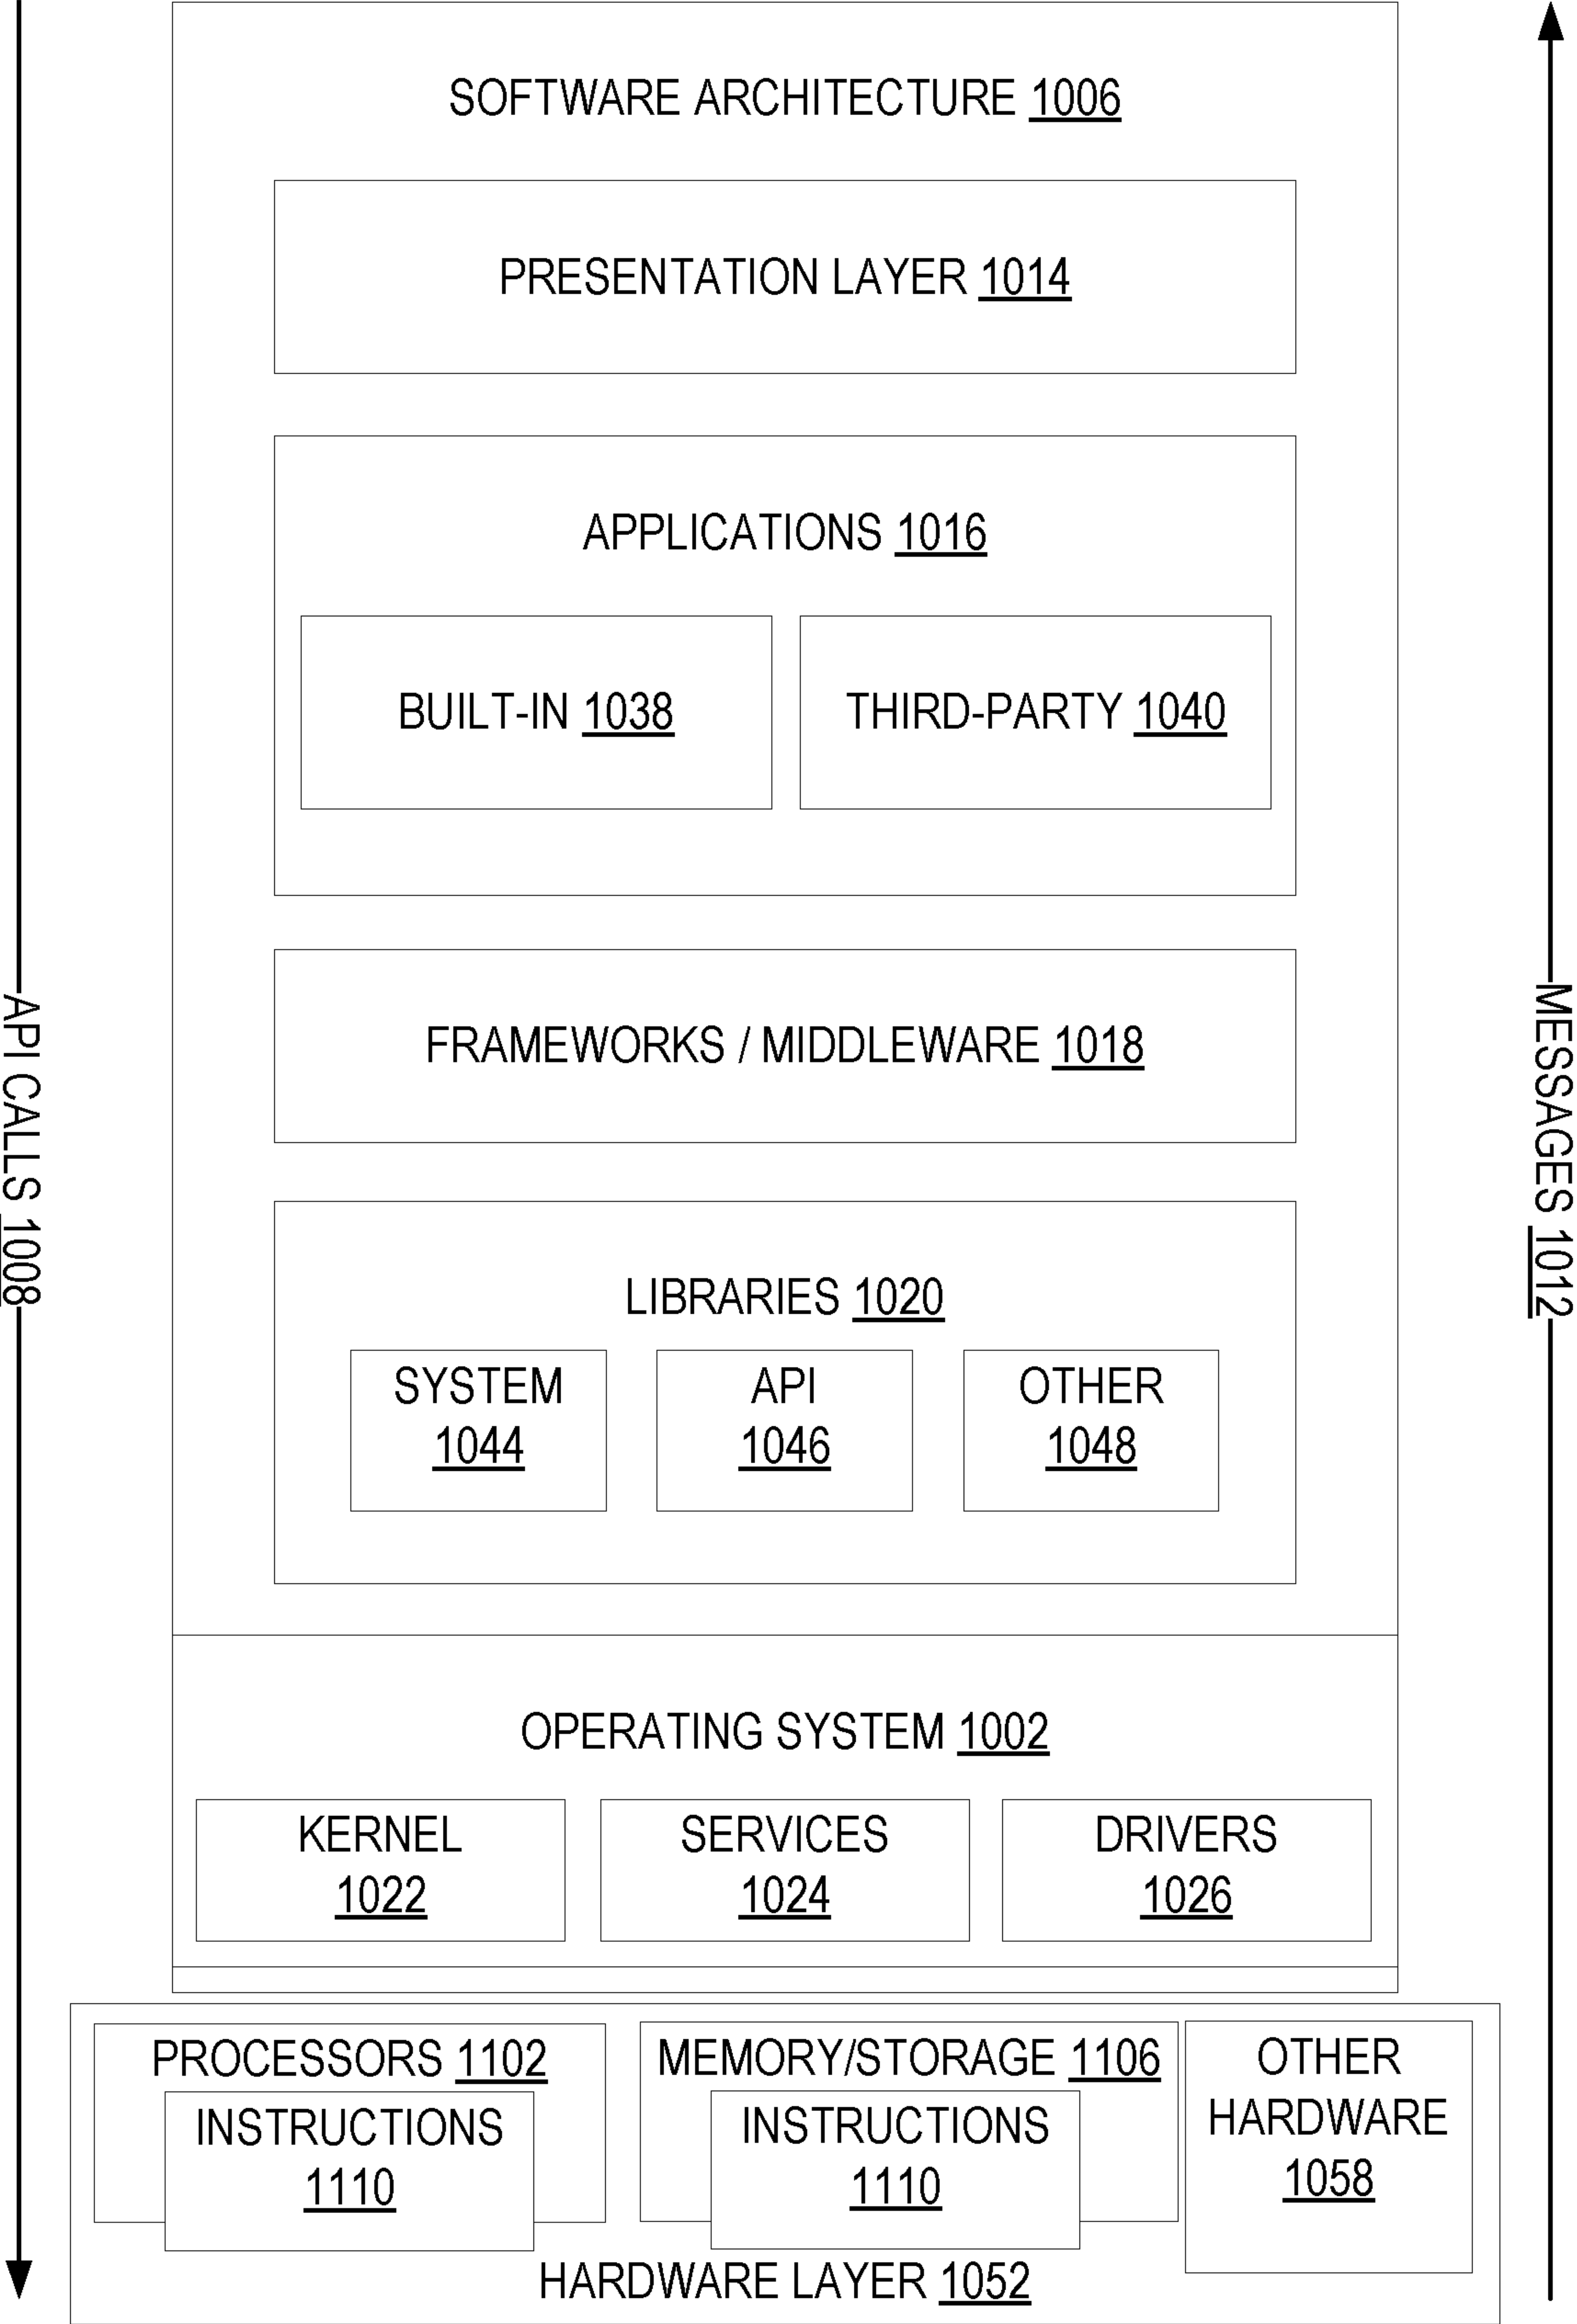 SOFTWARE ARCHITECTURE 1006
PRESENTATION LAYER 1014
APPLICATIONS 1016
BUILT-IN 1038
THIRD-PARTY 1040
FRAMEWORKS / MIDDLEWARE 1018
API CALLS 1008
MESSAGES 1012
LIBRARIES 1020
SYSTEM
1044
API
1046
OTHER
1048
OPERATING SYSTEM 1002
KERNEL
1022
SERVICES
1024
DRIVERS
1026
PROCESSORS 1102
INSTRUCTIONS
1110
MEMORY/STORAGE 1106
INSTRUCTIONS
1110
OTHER
HARDWARE
1058
HARDWARE LAYER 1052